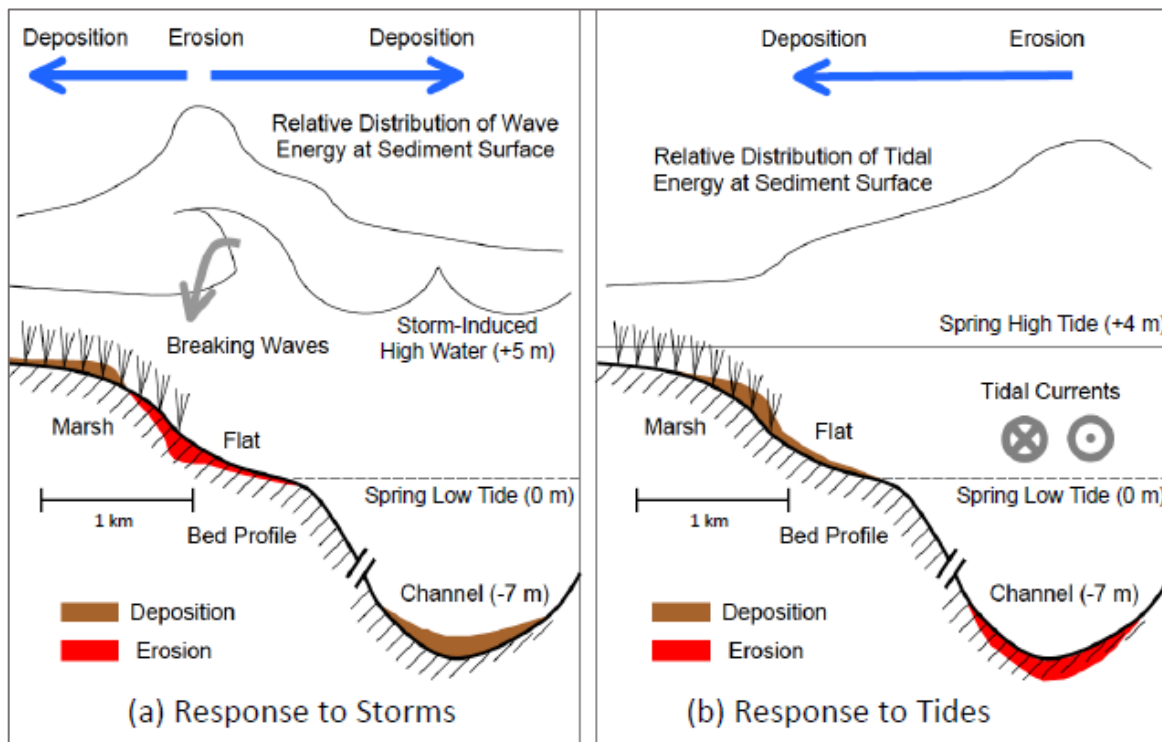 Deposition Erosion Deposition
Relative Distribution of Wave
Energy at Sediment Surface
Breaking Waves
Storm-Induced
High Water (+5 m)
Marsh
Flat
Spring Low Tide (0 m)
1 km
Bed Profile
Channel (-7 m)
Deposition
Erosion
(a) Response to Storms
Deposition Erosion
Relative Distribution of Tidal
Energy at Sediment Surface
Spring High Tide (+4 m)
Tidal Currents
Marsh
Flat
Spring Low Tide (0 m)
1 km
Bed Profile
Channel (-7 m)
Deposition
Erosion
(b) Response to Tides